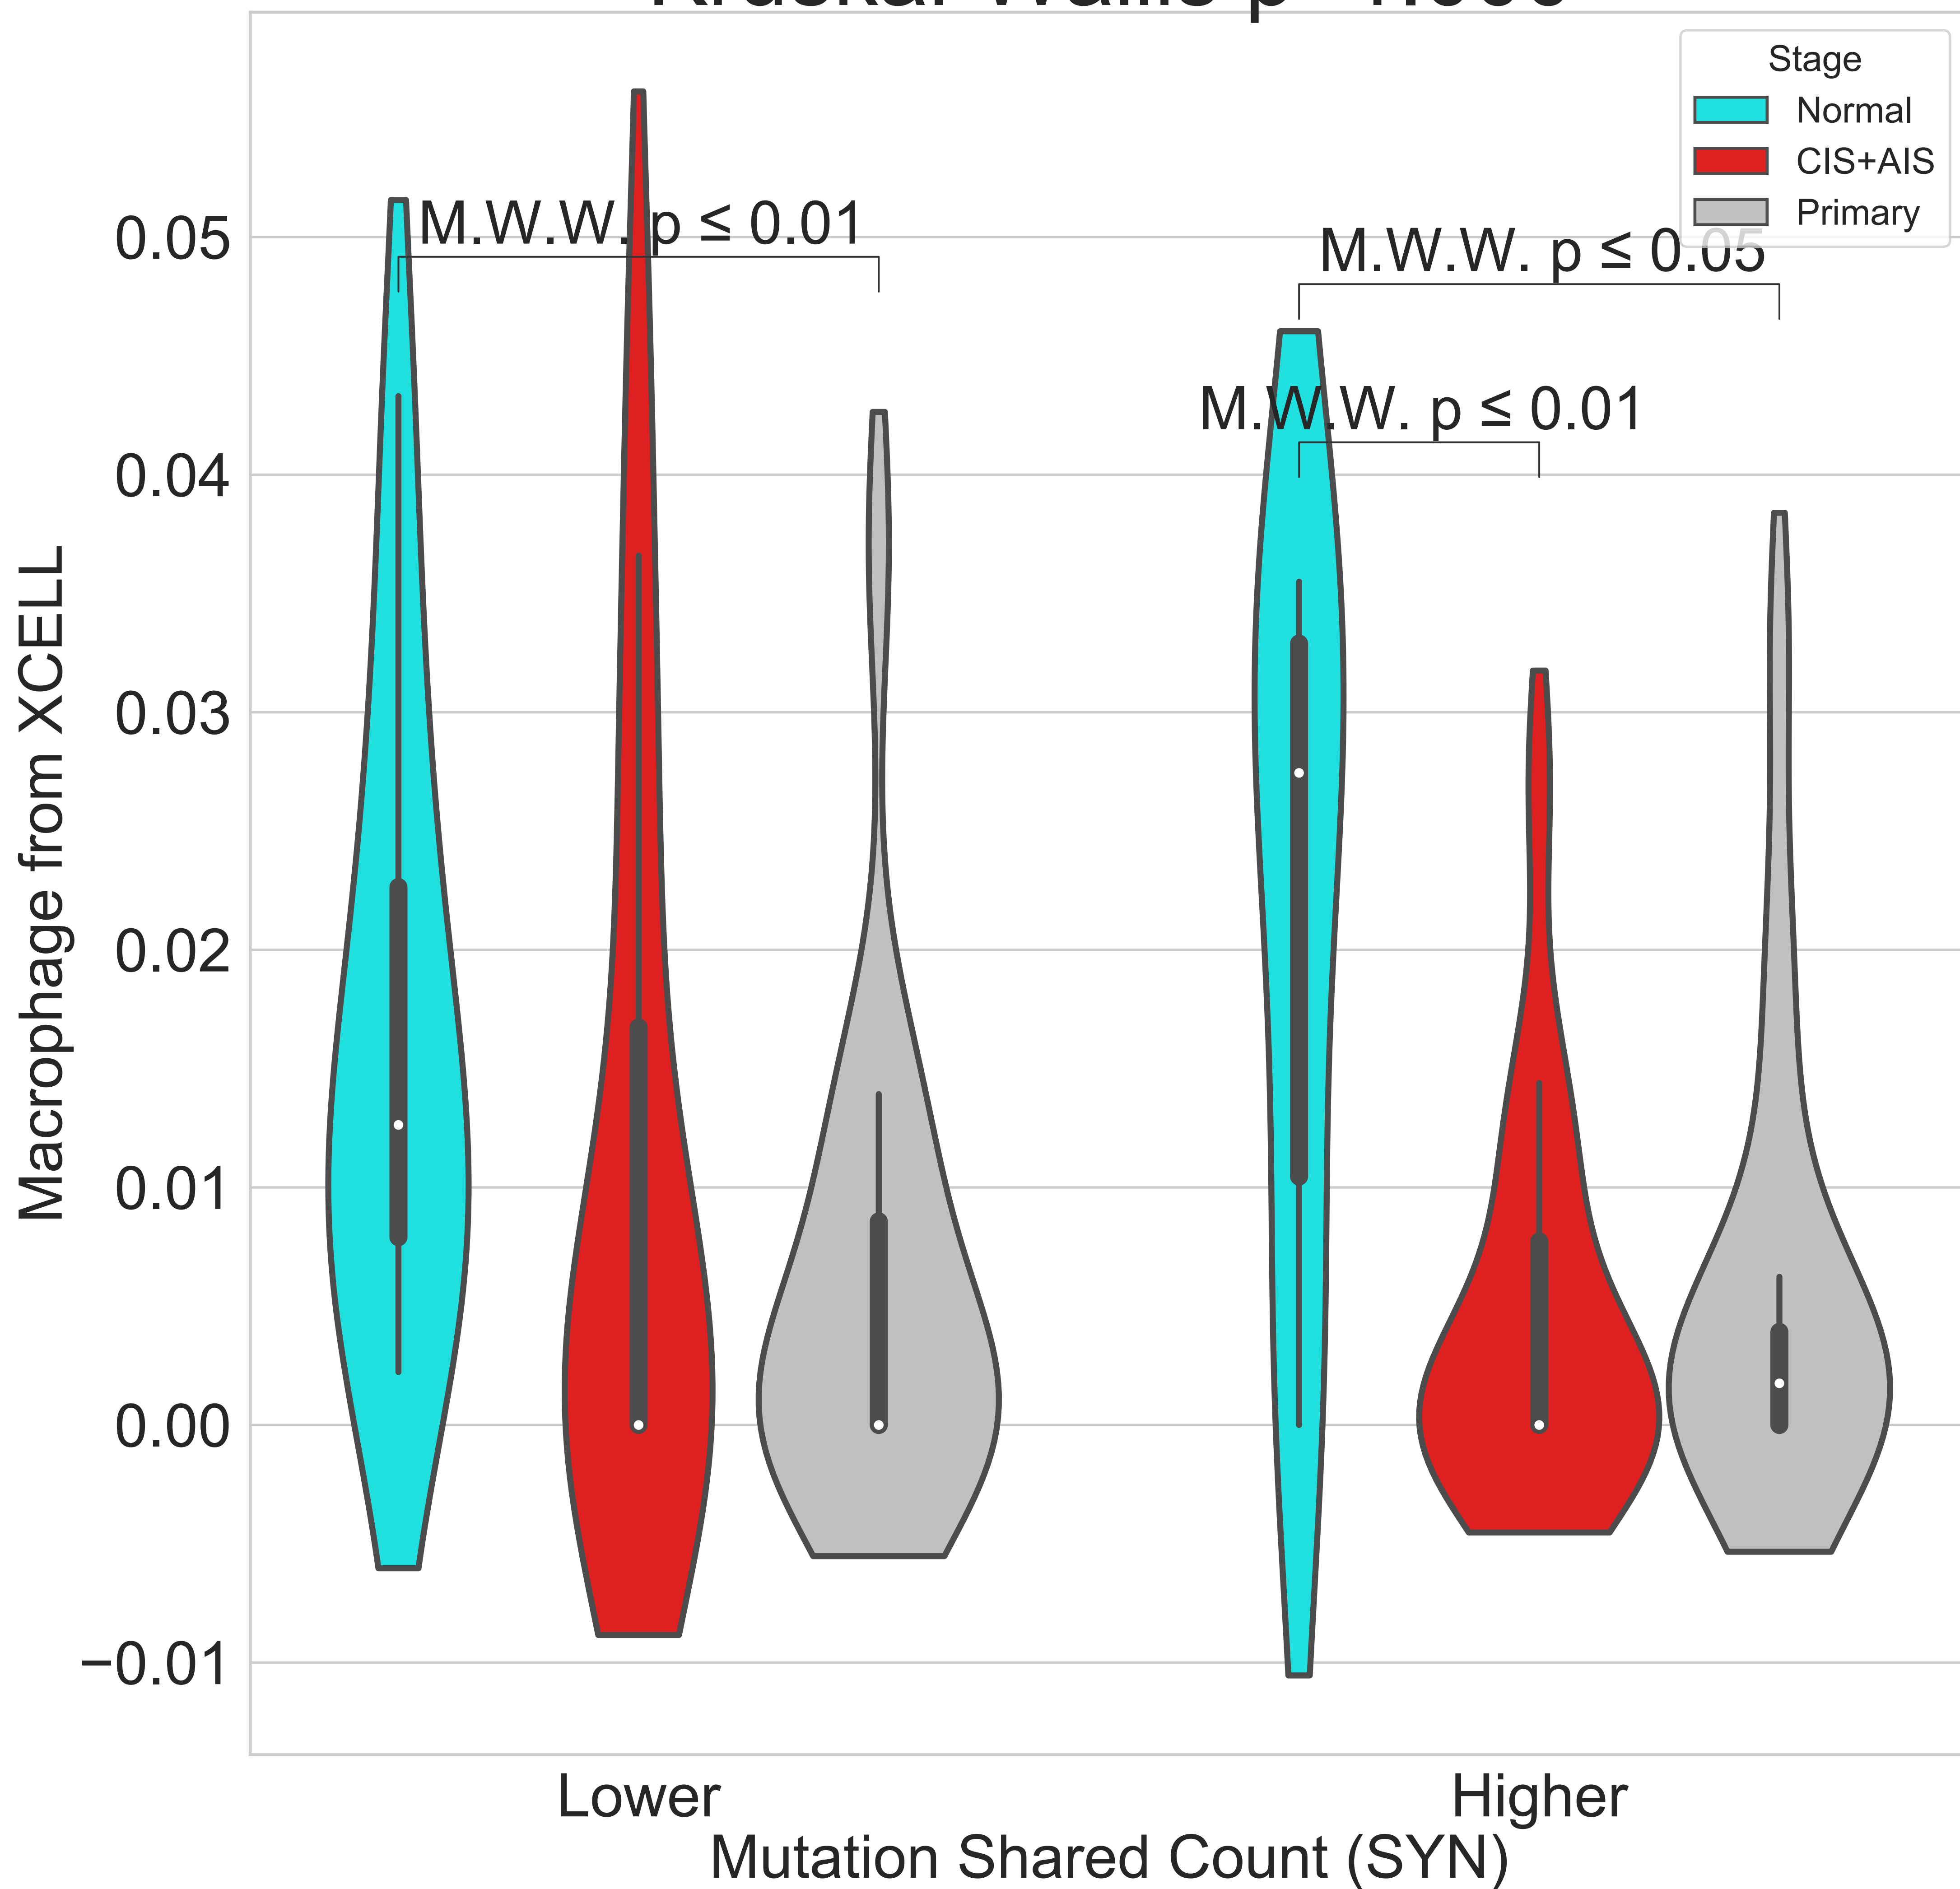 Stage
Normal
CIS+AIS
Primary
M.W.W. p ≤ 0.01
M.W.W. p ≤ 0.05
M.W.W. p ≤ 0.01
0.05
0.04
0.03
0.02
0.01
0.00
−0.01
Macrophage from XCELL
Lower
Higher
Mutation Shared Count (SYN)